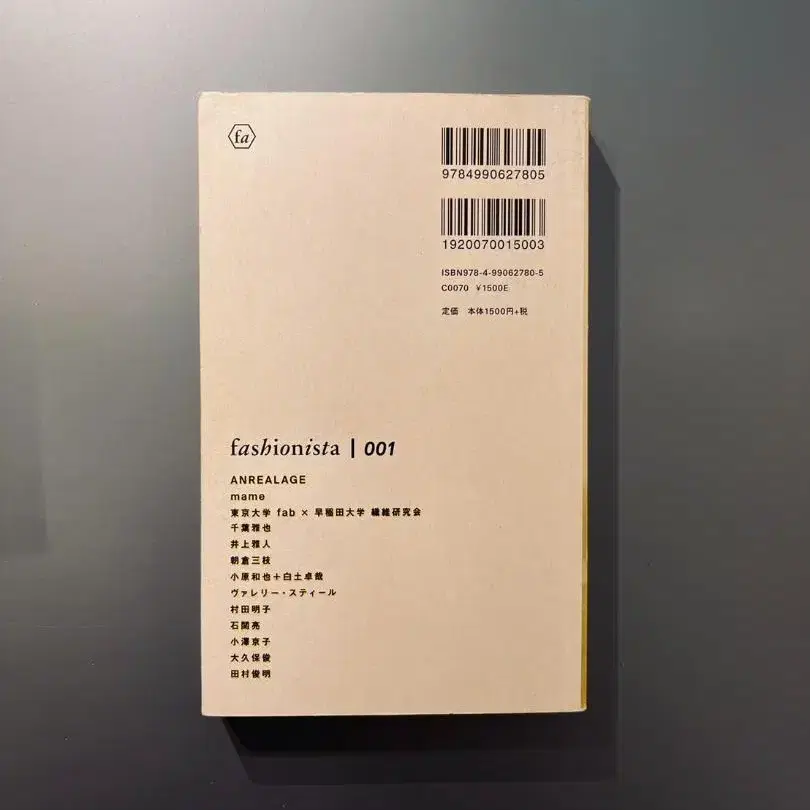 fa
9784990627805
1920070015003
ISBN978-4-99062780-5
C0070 ¥1500E
定価 本体1500円+税
fashionista | 001
ANREALAGE
mame
東京大学 fab × 早稲田大学 繊維研究会
千葉雅也
井上雅人
朝倉三枝
小原和也+白土卓哉
ヴァレリー・スティール
村田明子
石関亮
小澤京子
大久保俊
田村俊明